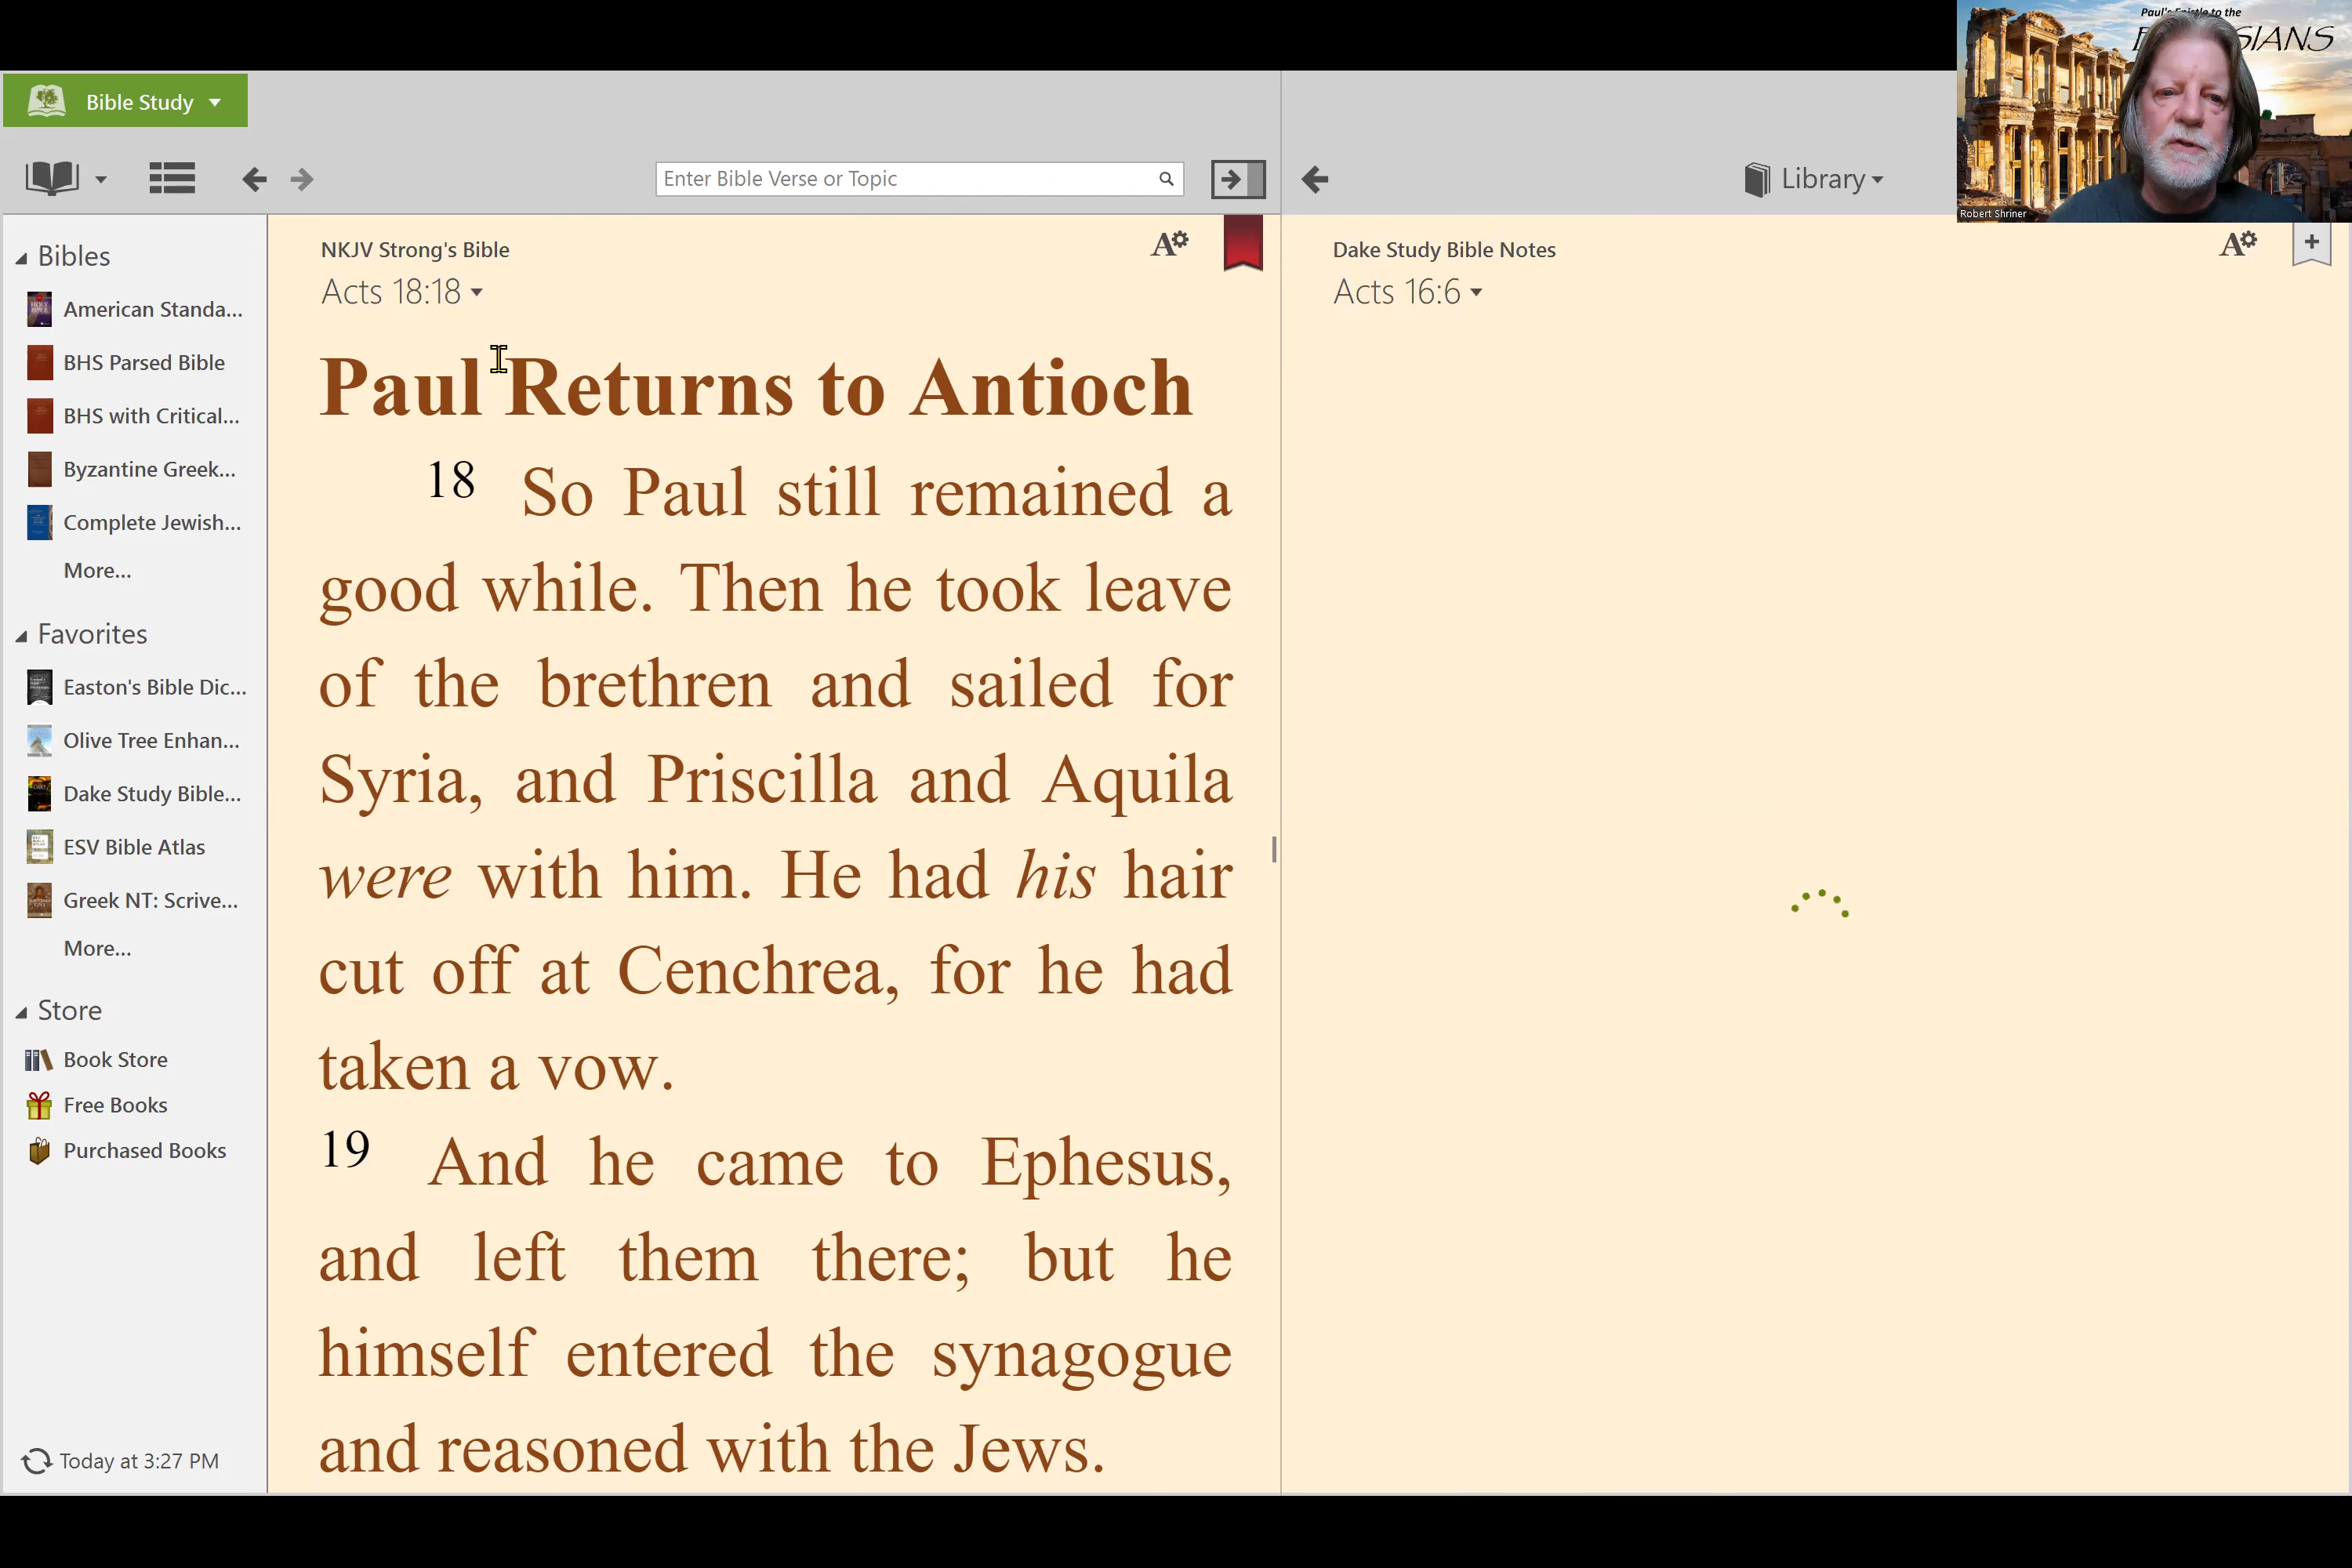 Paul's Epistle to the
SIANS
Robert Shriner
Bible Study
Enter Bible Verse or Topic
Library
Bibles
American Standa...
BHS Parsed Bible
BHS with Critical...
Byzantine Greek...
Complete Jewish...
More...
Favorites
Easton's Bible Dic...
Olive Tree Enhan...
Dake Study Bible...
ESV Bible Atlas
Greek NT: Scrive...
More...
Store
Book Store
Free Books
Purchased Books
Today at 3:27 PM
NKJV Strong's Bible
Acts 18:18
Paul Returns to Antioch
18 So Paul still remained a
good while. Then he took leave
of the brethren and sailed for
Syria, and Priscilla and Aquila
were with him. He had his hair
cut off at Cenchrea, for he had
taken a vow.
19 And he came to Ephesus,
and left them there; but he
himself entered the synagogue
and reasoned with the Jews.
Dake Study Bible Notes
Acts 16:6